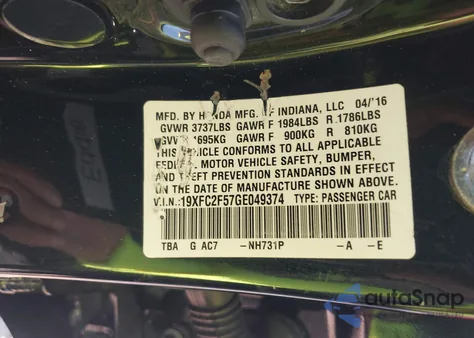 MFD. BY HONDA MFG. OF INDIANA, LLC 04/'16
GVWR 3737LBS GAWR F 1984LBS R 1786LBS
GVWR 1695KG GAWR F 900KG R 810KG
THIS VEHICLE CONFORMS TO ALL APPLICABLE
FEDERAL MOTOR VEHICLE SAFETY, BUMPER,
AND THEFT PREVENTION STANDARDS IN EFFECT
ON THE DATE OF MANUFACTURE SHOWN ABOVE.
V.I.N.: 19XFC2F57GE049374 TYPE: PASSENGER CAR
TBA G AC7 -NH731P -A -E
autoSnap